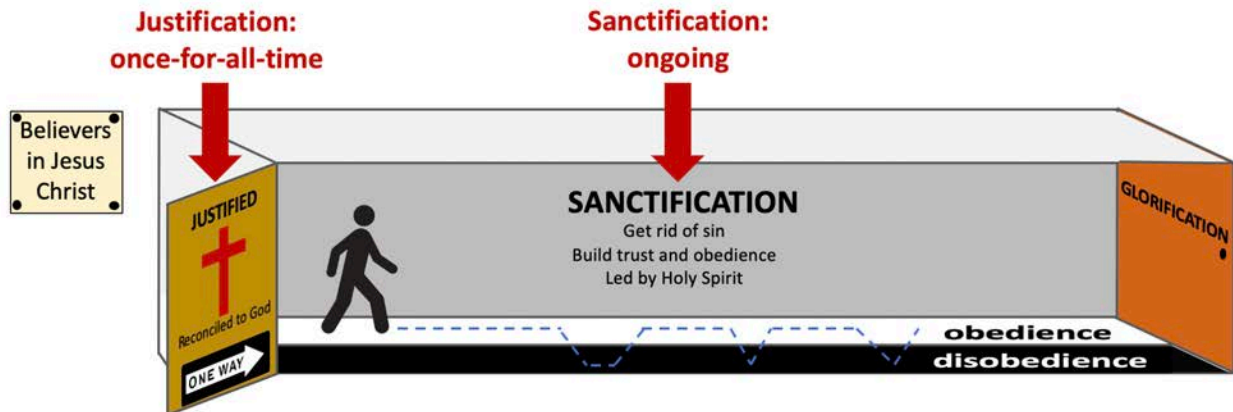 Justification:
once-for-all-time
Sanctification:
ongoing
Believers
in Jesus
Christ
JUSTIFIED
Reconciled to God
ONE WAY
SANCTIFICATION
Get rid of sin
Build trust and obedience
Led by Holy Spirit
GLORIFICATION
obedience
disobedience